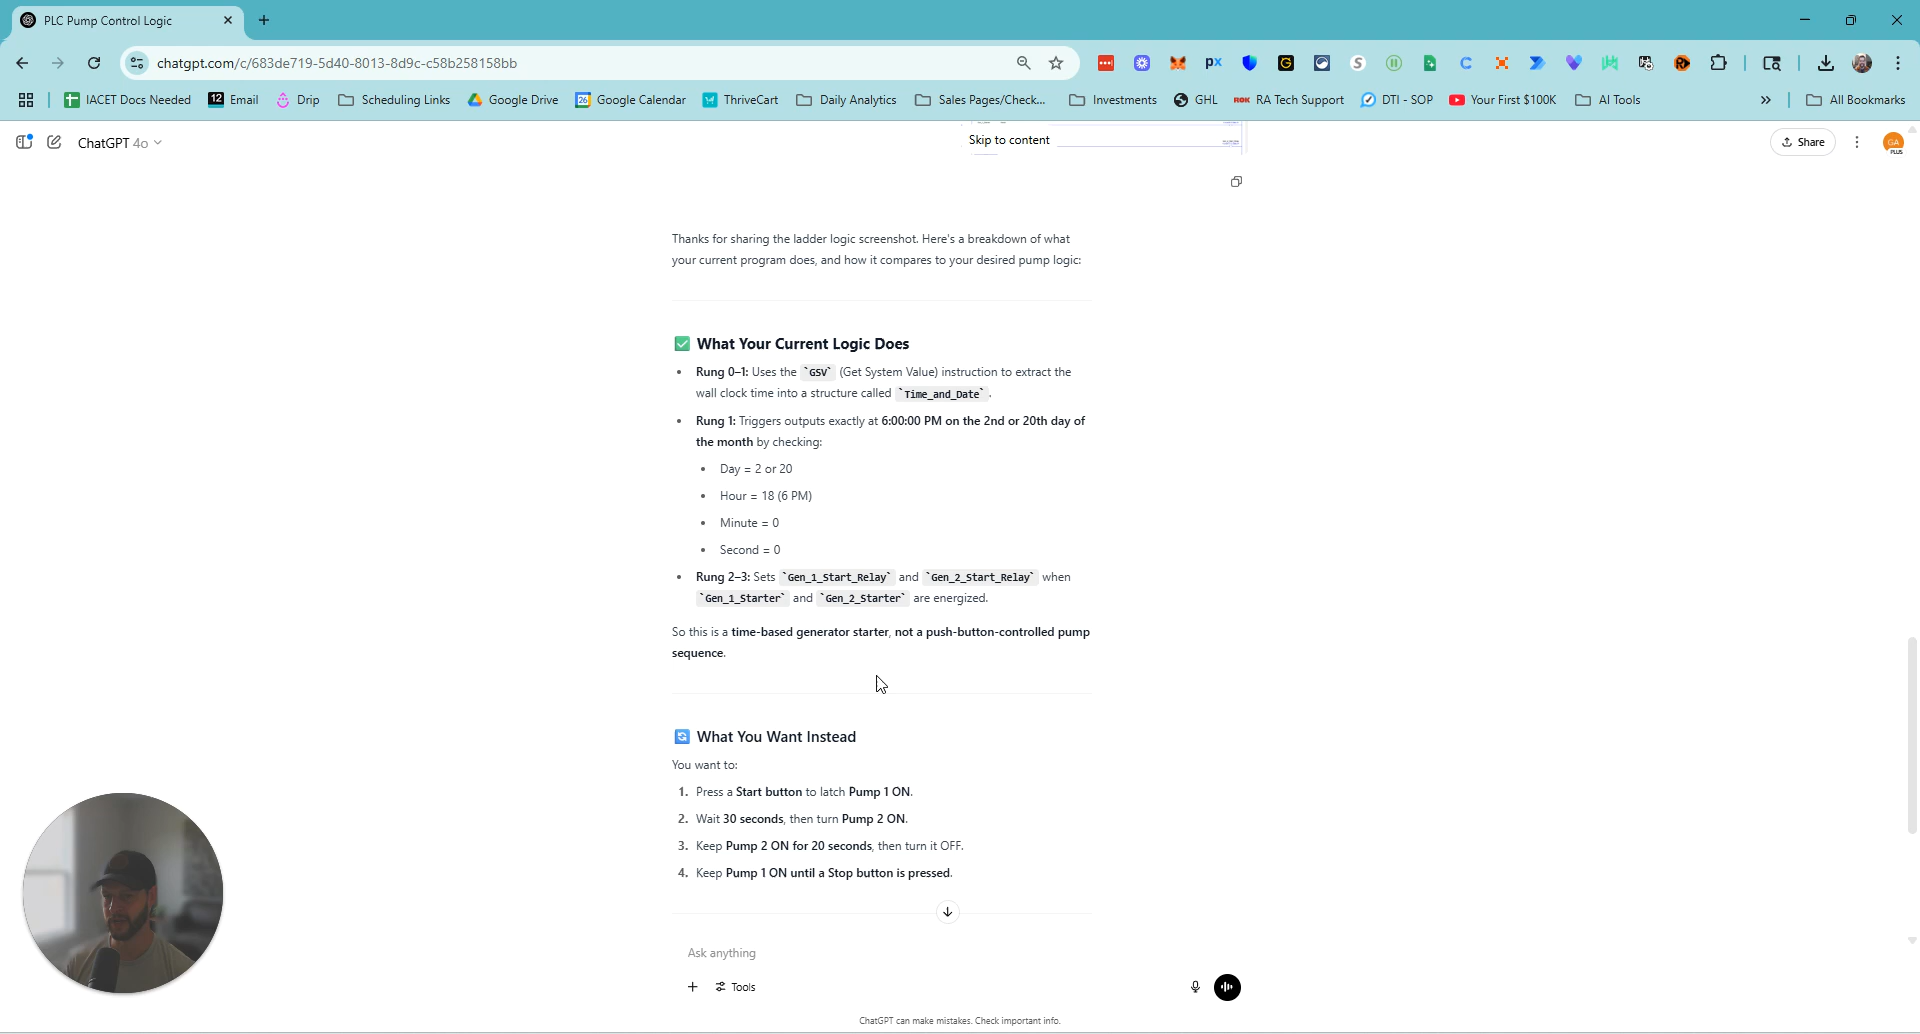 PLC Pump Control Logic
chatgpt.com/c/683de719-5d40-8013-8d9c-c58b258158bb
IACET Docs Needed
12 Email
Drip
Scheduling Links
Google Drive
26 Google Calendar
ThriveCart
Daily Analytics
Sales Pages/Check...
Investments
GHL
RA Tech Support
DTI - SOP
Your First $100K
AI Tools
All Bookmarks
ChatGPT 4o
Skip to content
Share
GA
PLUS
Thanks for sharing the ladder logic screenshot. Here's a breakdown of what
your current program does, and how it compares to your desired pump logic:
What Your Current Logic Does
• Rung 0–1: Uses the `GSV` (Get System Value) instruction to extract the
wall clock time into a structure called `Time_and_Date`.
• Rung 1: Triggers outputs exactly at 6:00:00 PM on the 2nd or 20th day of
the month by checking:
• Day = 2 or 20
• Hour = 18 (6 PM)
• Minute = 0
• Second = 0
• Rung 2–3: Sets `Gen_1_Start_Relay` and `Gen_2_Start_Relay` when
`Gen_1_Starter` and `Gen_2_Starter` are energized.
So this is a time-based generator starter, not a push-button-controlled pump
sequence.
What You Want Instead
You want to:
1. Press a Start button to latch Pump 1 ON.
2. Wait 30 seconds, then turn Pump 2 ON.
3. Keep Pump 2 ON for 20 seconds, then turn it OFF.
4. Keep Pump 1 ON until a Stop button is pressed.
Ask anything
Tools
ChatGPT can make mistakes. Check important info.